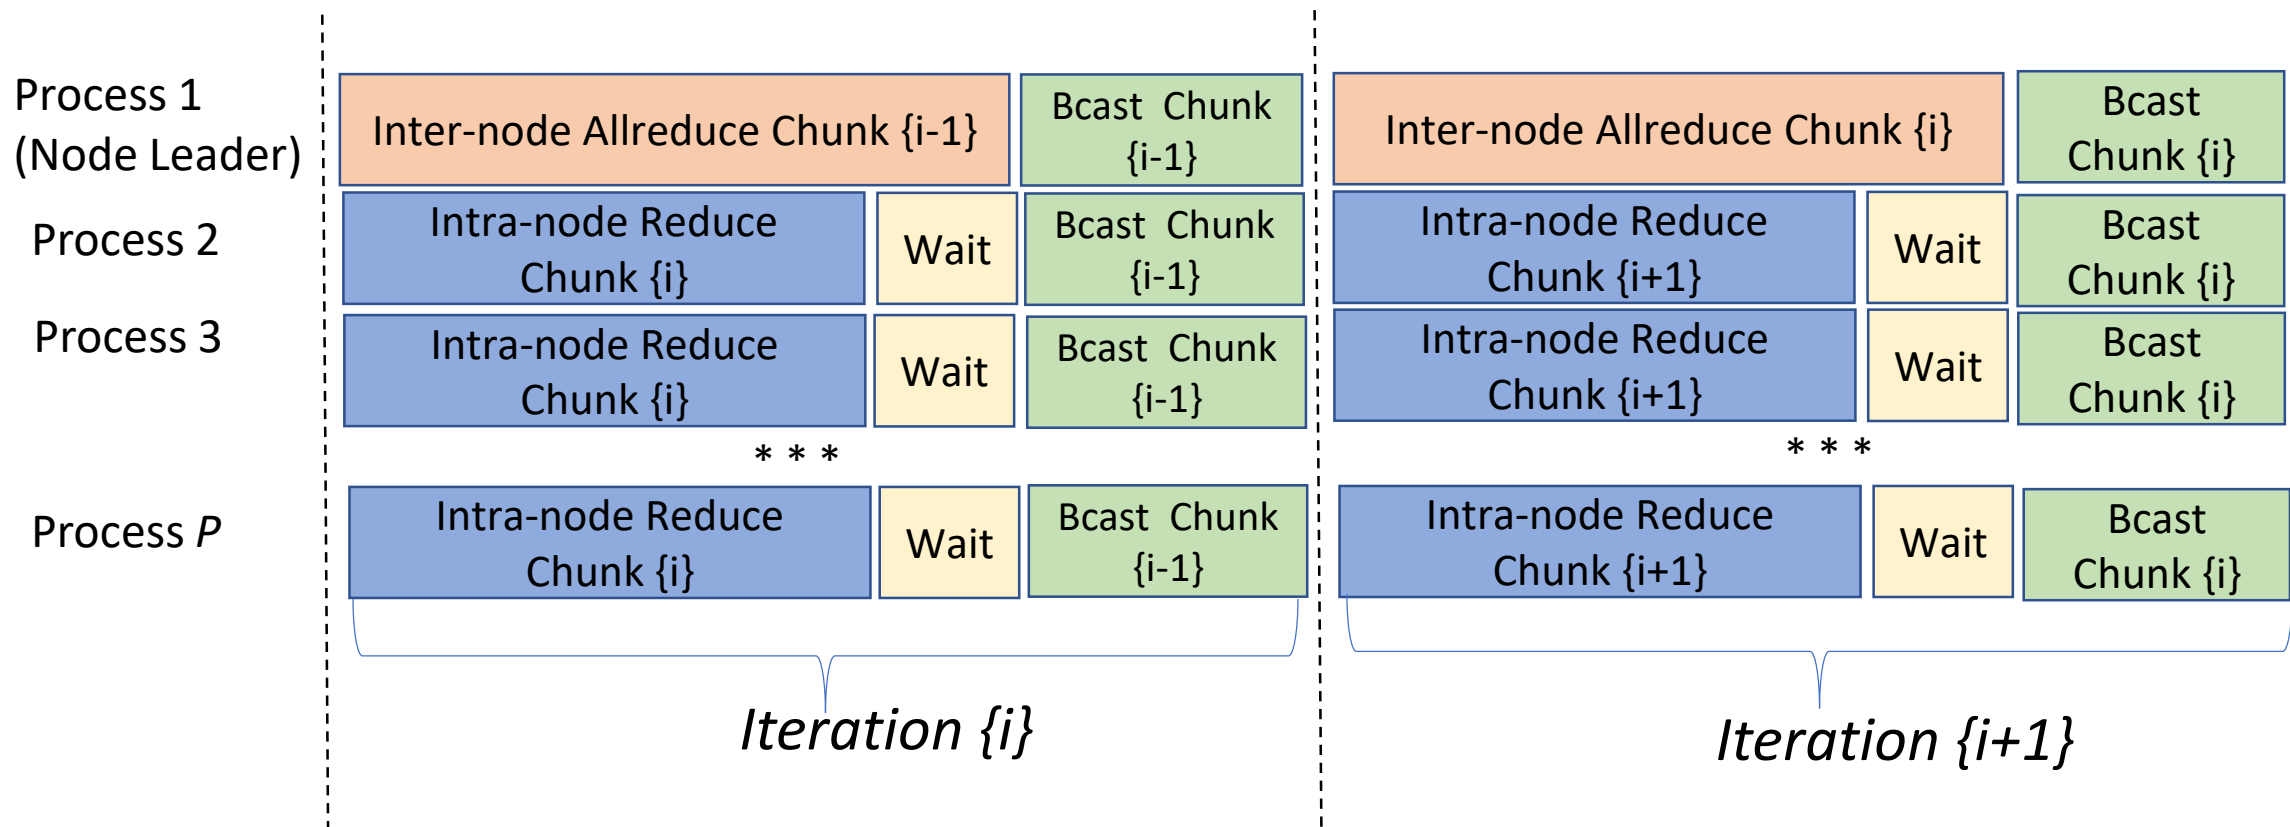 Process 1
(Node Leader)
Inter-node Allreduce Chunk {i-1}
Bcast Chunk
{i-1}
Inter-node Allreduce Chunk {i}
Bcast
Chunk {i}
Process 2
Intra-node Reduce
Chunk {i}
Wait
Bcast Chunk
{i-1}
Intra-node Reduce
Chunk {i+1}
Wait
Bcast
Chunk {i}
Process 3
Intra-node Reduce
Chunk {i}
Wait
Bcast Chunk
{i-1}
Intra-node Reduce
Chunk {i+1}
Wait
Bcast
Chunk {i}
* * *
* * *
Process P
Intra-node Reduce
Chunk {i}
Wait
Bcast Chunk
{i-1}
Intra-node Reduce
Chunk {i+1}
Wait
Bcast
Chunk {i}
Iteration {i}
Iteration {i+1}